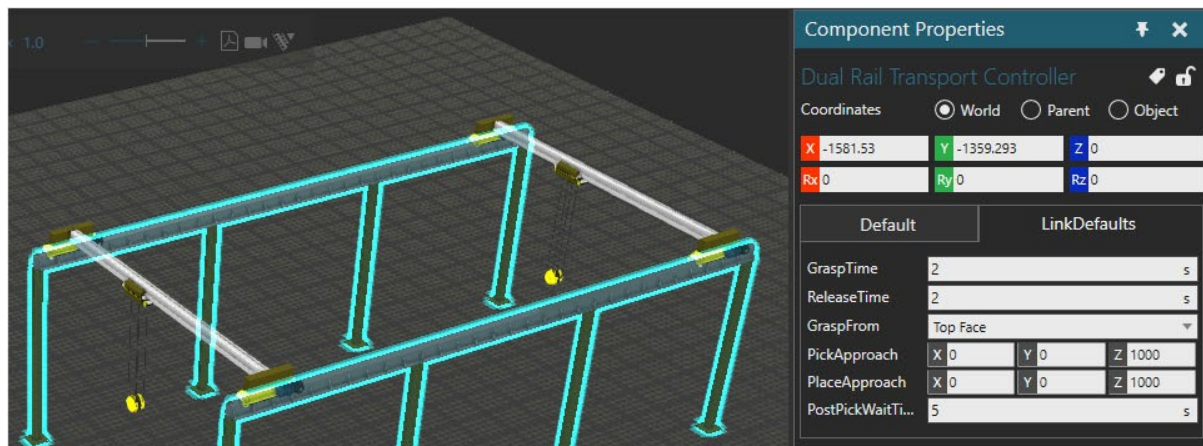 Component Properties
x 1.0
Dual Rail Transport Controller
Coordinates World Parent Object
X -1581.53 Y -1359.293 Z 0
Rx 0 Ry 0 Rz 0
Default LinkDefaults
GraspTime 2 s
ReleaseTime 2 s
GraspFrom Top Face
PickApproach X 0 Y 0 Z 1000
PlaceApproach X 0 Y 0 Z 1000
PostPickWaitTi... 5 s